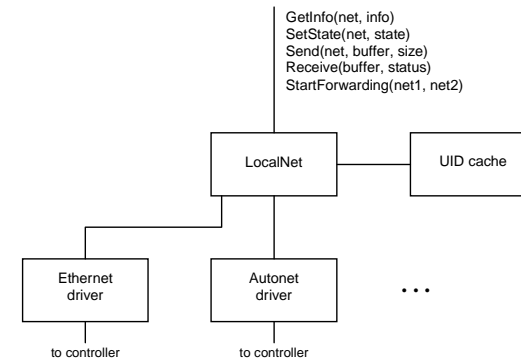 GetInfo(net, info)
SetState(net, state)
Send(net, buffer, size)
Receive(buffer, status)
StartForwarding(net1, net2)
LocalNet
UID cache
Ethernet
driver
Autonet
driver
...
to controller
to controller